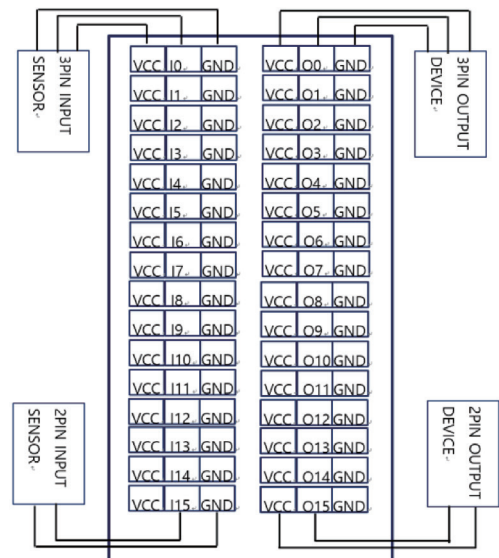 3PIN INPUT
SENSOR
VCC I0 GND
VCC I1 GND
VCC I2 GND
VCC I3 GND
VCC I4 GND
VCC I5 GND
VCC I6 GND
VCC I7 GND
VCC I8 GND
VCC I9 GND
VCC I10 GND
VCC I11 GND
VCC I12 GND
VCC I13 GND
VCC I14 GND
VCC I15 GND
2PIN INPUT
SENSOR
VCC O0 GND
VCC O1 GND
VCC O2 GND
VCC O3 GND
VCC O4 GND
VCC O5 GND
VCC O6 GND
VCC O7 GND
VCC O8 GND
VCC O9 GND
VCC O10 GND
VCC O11 GND
VCC O12 GND
VCC O13 GND
VCC O14 GND
VCC O15 GND
3PIN OUTPUT
DEVICE
2PIN OUTPUT
DEVICE